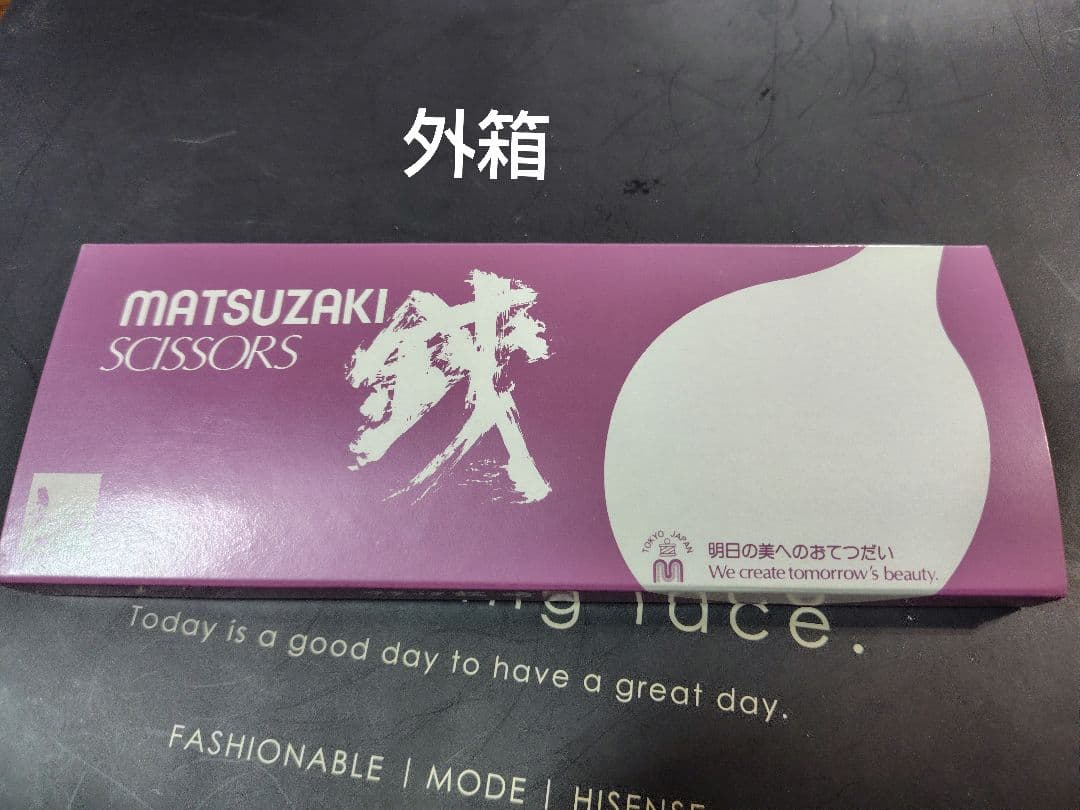 外箱
MATSUZAKI
SCISSORS
鋏
TOKYO JAPAN
明日の美へのおてつだい
We create tomorrow's beauty.
Today is a good day to have a great day.
FASHIONABLE | MODE | HISENSE